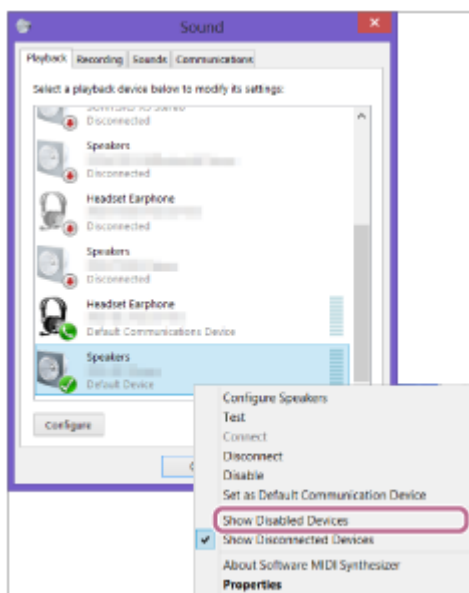 Sound
Playback Recording Sounds Communications
Select a playback device below to modify its settings:
Stereo
Disconnected
Speakers
Disconnected
Headset Earphone
Disconnected
Speakers
Disconnected
Headset Earphone
Default Communications Device
Speakers
Default Device
Configure
Configure Speakers
Test
Connect
Disconnect
Disable
Set as Default Communication Device
Show Disabled Devices
Show Disconnected Devices
About Software MIDI Synthesizer
Properties